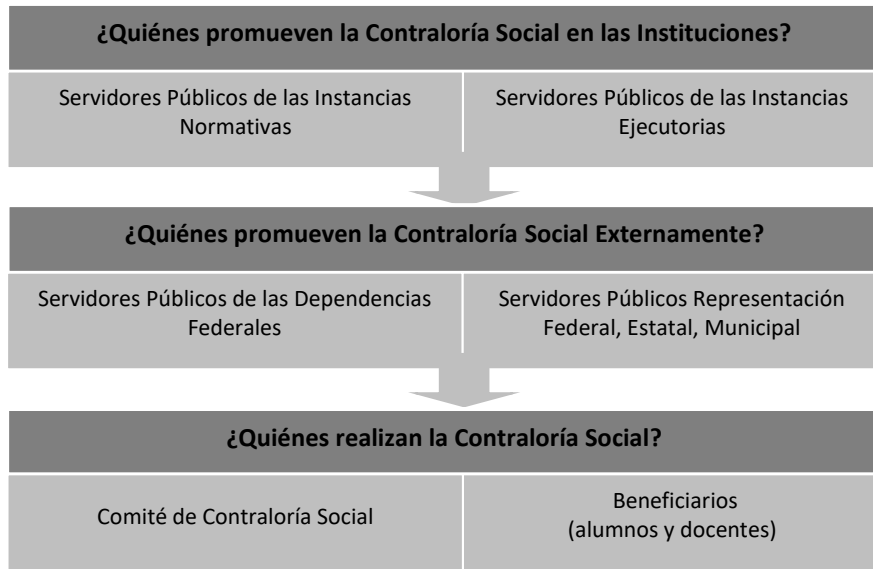 ¿Quiénes promueven la Contraloría Social en las Instituciones?
Servidores Públicos de las Instancias
Normativas
Servidores Públicos de las Instancias
Ejecutorias
¿Quiénes promueven la Contraloría Social Externamente?
Servidores Públicos de las Dependencias
Federales
Servidores Públicos Representación
Federal, Estatal, Municipal
¿Quiénes realizan la Contraloría Social?
Comité de Contraloría Social
Beneficiarios
(alumnos y docentes)